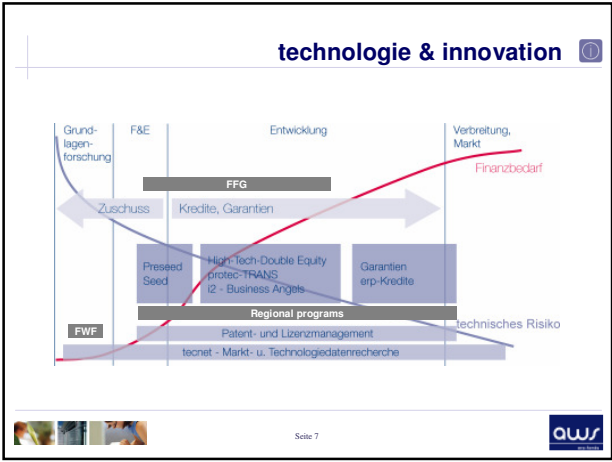 technologie & innovation
Grund-
lagen-
forschung
F&E
Entwicklung
Verbreitung,
Markt
Finanzbedarf
FFG
Zuschuss
Kredite, Garantien
Preseed
Seed
High-Tech-Double Equity
protec-TRANS
i2 - Business Angels
Garantien
erp-Kredite
Regional programs
technisches Risiko
FWF
Patent- und Lizenzmanagement
tecnet - Markt- u. Technologiedatenrecherche
Seite 7
aws